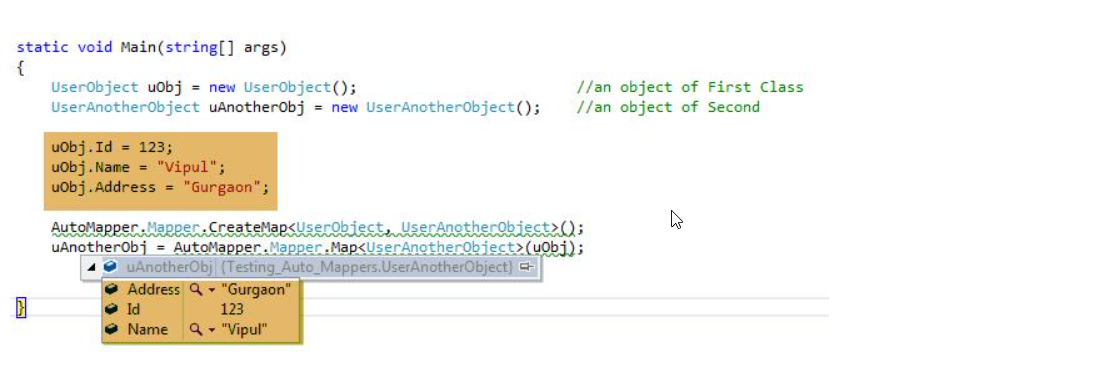 static void Main(string[] args)
{
UserObject uObj = new UserObject(); //an object of First Class
UserAnotherObject uAnotherObj = new UserAnotherObject(); //an object of Second
uObj.Id = 123;
uObj.Name = "Vipul";
uObj.Address = "Gurgaon";
AutoMapper.Mapper.CreateMap<UserObject, UserAnotherObject>();
uAnotherObj = AutoMapper.Mapper.Map<UserAnotherObject>(uObj);
uAnotherObj {Testing_Auto_Mappers.UserAnotherObject}
Address "Gurgaon"
Id 123
Name "Vipul"
}